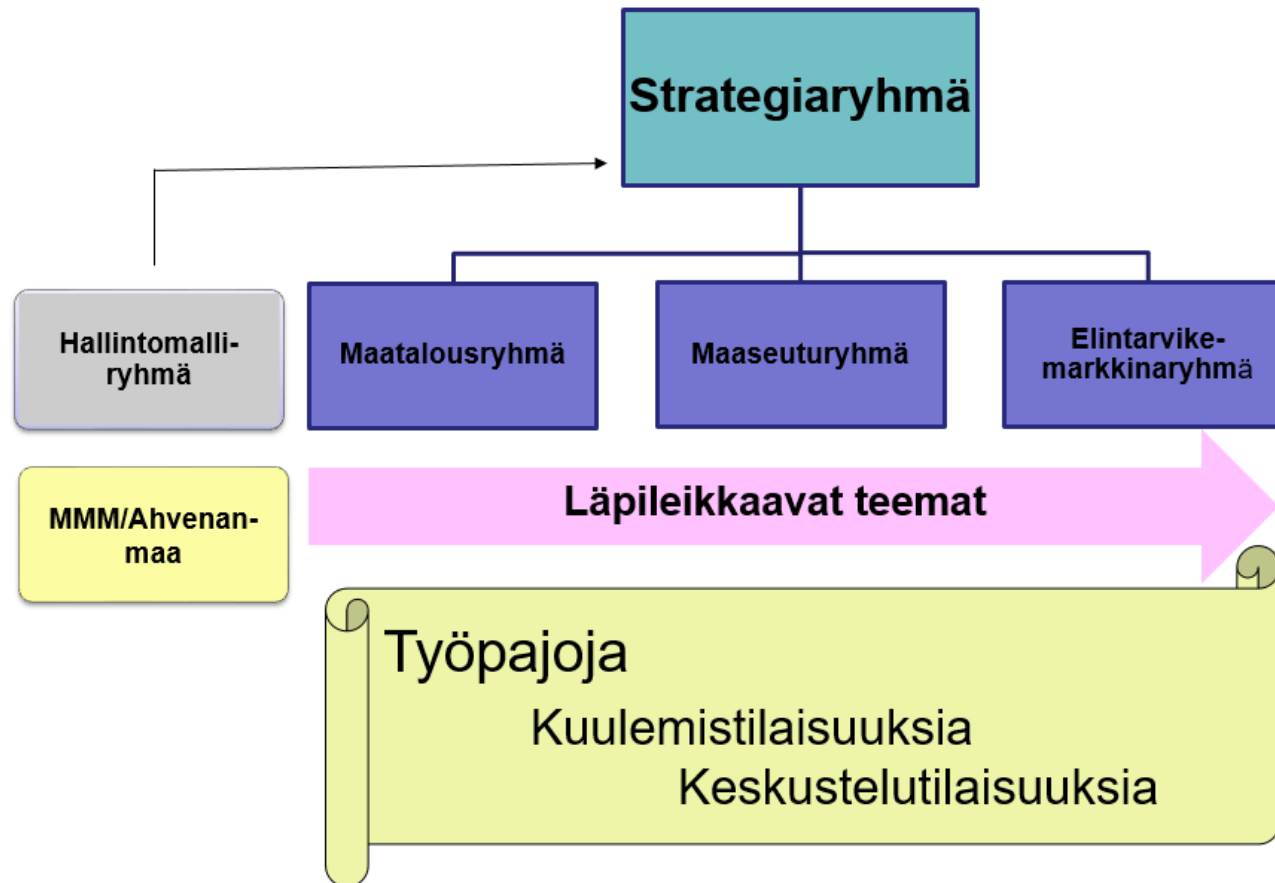 Strategiaryhmä
Hallintomalli-
ryhmä
Maatalousryhmä
Maaseuturyhmä
Elintarvike-
markkinaryhmä
MMM/Ahvenan-
maa
Läpileikkaavat teemat
Työpajoja
Kuulemistilaisuuksia
Keskustelutilaisuuksia